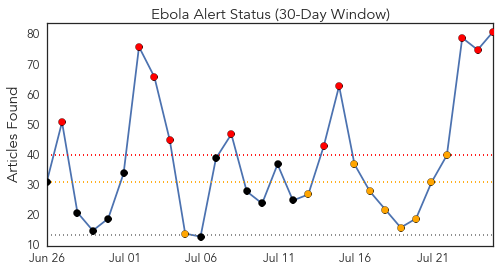 Ebola Alert Status (30-Day Window)
Articles Found
80
70
60
50
40
30
20
10
Jun 26 Jul 01 Jul 06 Jul 11 Jul 16 Jul 21